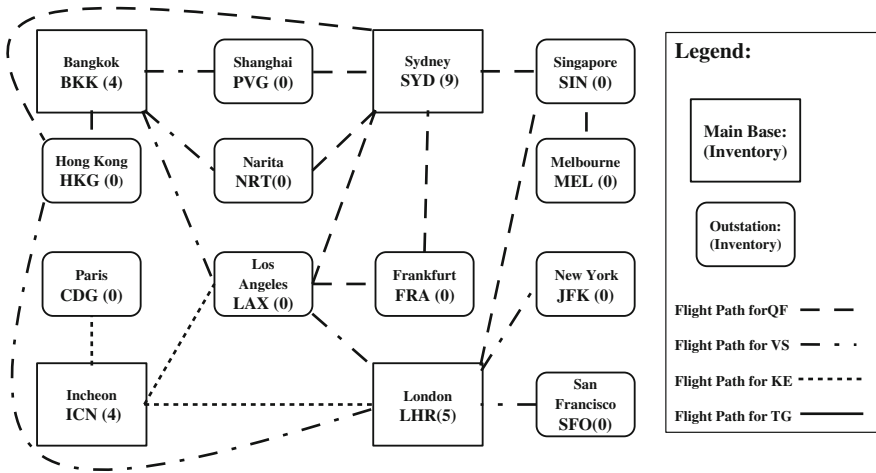 Bangkok
BKK (4)
Shanghai
PVG (0)
Sydney
SYD (9)
Singapore
SIN (0)
Hong Kong
HKG (0)
Narita
NRT(0)
Melbourne
MEL (0)
Paris
CDG (0)
Los
Angeles
LAX (0)
Frankfurt
FRA (0)
New York
JFK (0)
Incheon
ICN (4)
London
LHR(5)
San
Francisco
SFO(0)
Legend:
Main Base:
(Inventory)
Outstation:
(Inventory)
Flight Path forQF
Flight Path for VS
Flight Path for KE
Flight Path for TG